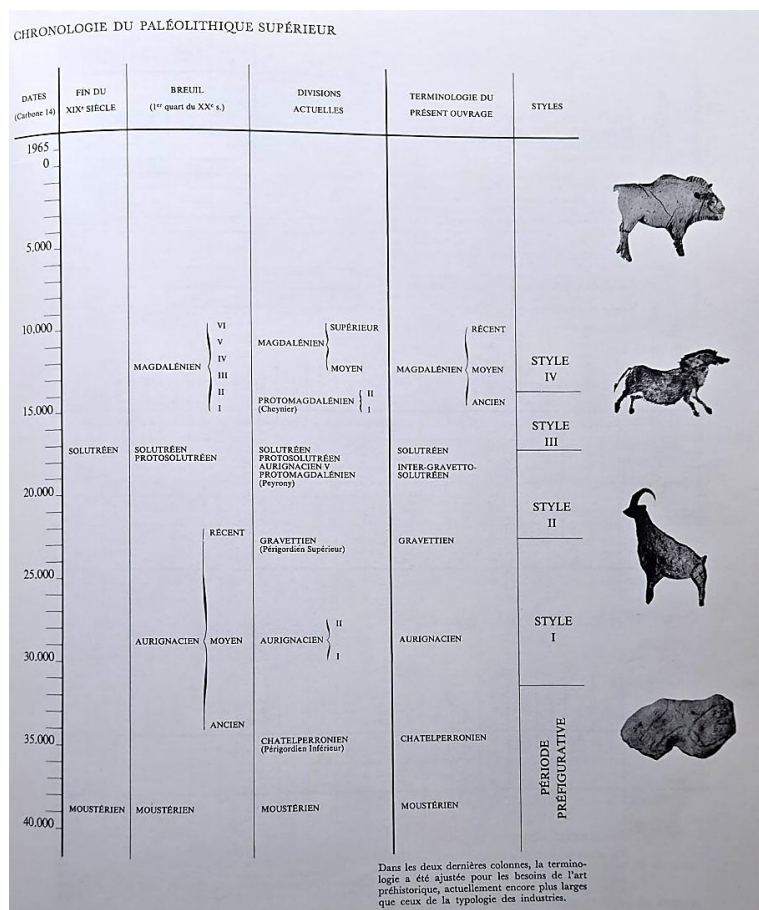 CHRONOLOGIE DU PALÉOLITHIQUE SUPÉRIEUR
DATES
(Carbone 14)
FIN DU
XIXe SIÈCLE
BREUIL
(1er quart du XXe s.)
DIVISIONS
ACTUELLES
TERMINOLOGIE DU
PRÉSENT OUVRAGE
STYLES
1965
0
5.000
10.000
15.000
20.000
25.000
30.000
35.000
40.000
SOLUTRÉEN
MOUSTÉRIEN
MAGDALÉNIEN
VI
V
IV
III
II
I
SOLUTRÉEN
PROTOSOLUTRÉEN
AURIGNACIEN
RÉCENT
MOYEN
ANCIEN
MOUSTÉRIEN
MAGDALÉNIEN
SUPÉRIEUR
MOYEN
PROTOMAGDALÉNIEN
(Cheynier)
II
I
SOLUTRÉEN
PROTOSOLUTRÉEN
AURIGNACIEN V
PROTOMAGDALÉNIEN
(Peyrony)
GRAVETTIEN
(Périgordien Supérieur)
AURIGNACIEN
II
I
CHATELPERRONIEN
(Périgordien Inférieur)
MOUSTÉRIEN
MAGDALÉNIEN
RÉCENT
MOYEN
ANCIEN
SOLUTRÉEN
INTER-GRAVETTO-
SOLUTRÉEN
GRAVETTIEN
AURIGNACIEN
CHATELPERRONIEN
MOUSTÉRIEN
STYLE
IV
STYLE
III
STYLE
II
STYLE
I
PÉRIODE
PRÉFIGURATIVE
Dans les deux dernières colonnes, la termino-
logie a été ajustée pour les besoins de l'art
préhistorique, actuellement encore plus larges
que ceux de la typologie des industries.